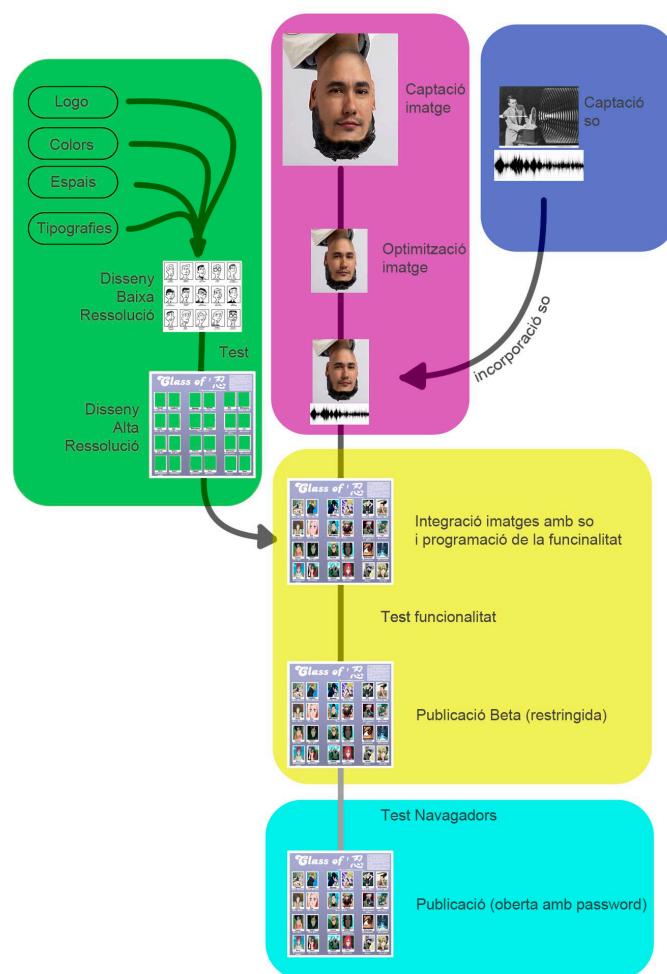 Logo
Colors
Espais
Tipografies
Disseny
Baixa
Ressolució
Test
Class of
Disseny
Alta
Ressolució
Captació
imatge
Optimització
imatge
Captació
so
incorporació so
Class of
Integració imatges amb so
i programació de la funcinalitat
Test funcionalitat
Class of
Publicació Beta (restringida)
Test Navagadors
Class of
Publicació (oberta amb password)